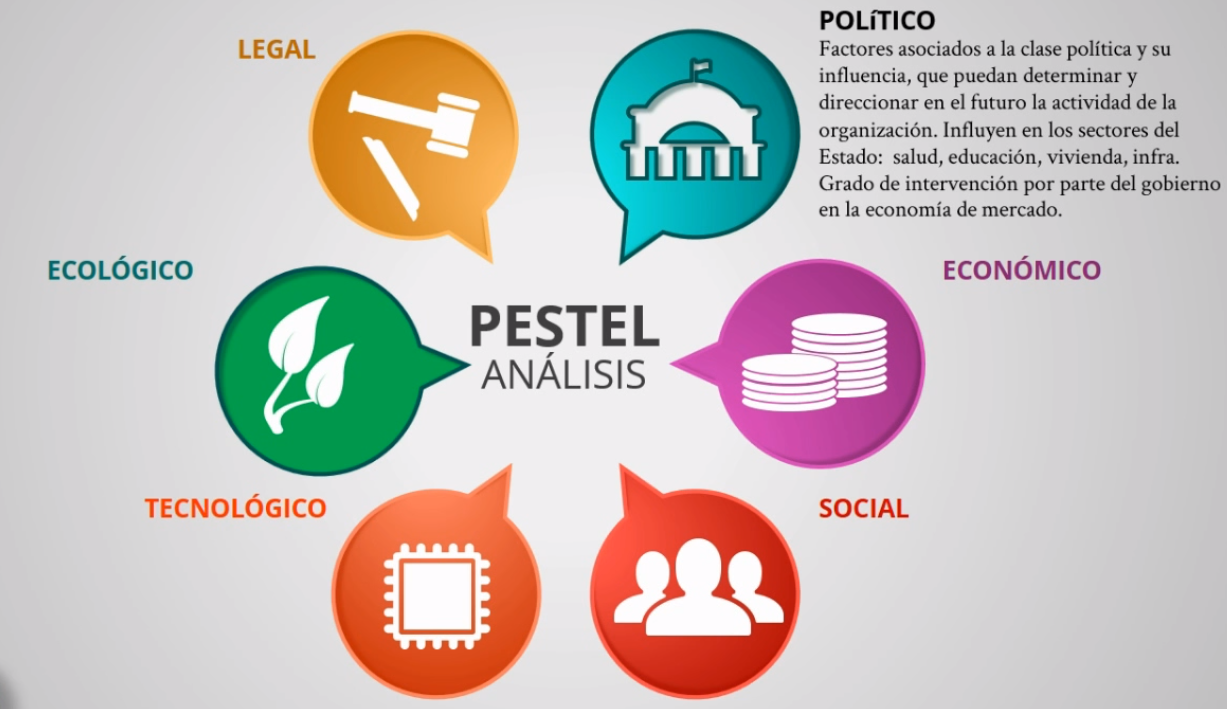 LEGAL
POLíTICO
Factores asociados a la clase política y su
influencia, que puedan determinar y
direccionar en el futuro la actividad de la
organización. Influyen en los sectores del
Estado:  salud, educación, vivienda, infra.
Grado de intervención por parte del gobierno
en la economía de mercado.
ECOLÓGICO
ECONÓMICO
PESTEL
ANÁLISIS
TECNOLÓGICO
SOCIAL